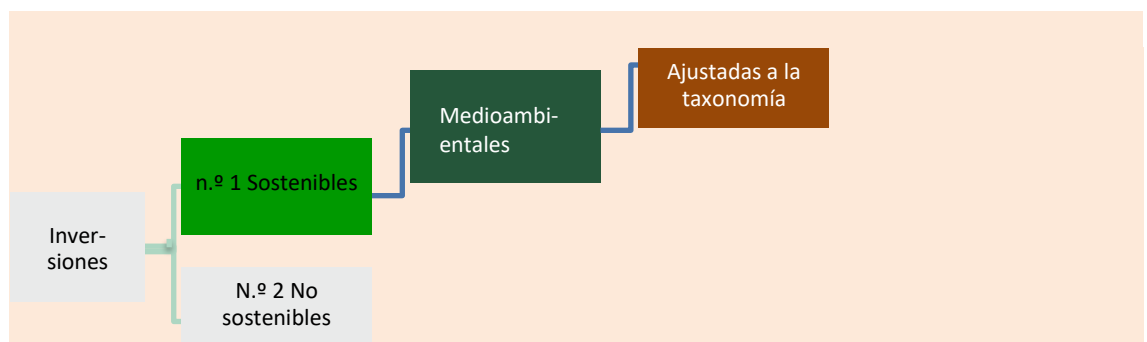 Ajustadas a la
taxonomía
Medioambi-
entales
n.º 1 Sostenibles
Inver-
siones
N.º 2 No
sostenibles